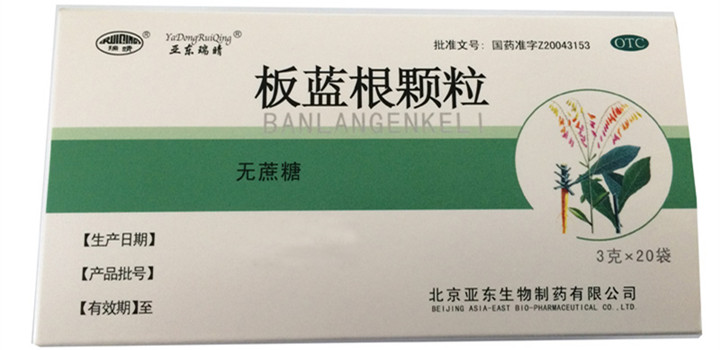 RUIQING
瑞晴
YaDongRuiQing
亚东瑞晴
批准文号：国药准字Z20043153
OTC
板蓝根颗粒
BANLANGENKELI
无蔗糖
【生产日期】
【产品批号】
【有效期】至
3克×20袋
北京亚东生物制药有限公司
BEIJING ASIA-EAST BIO-PHARMACEUTICAL CO.,LTD.